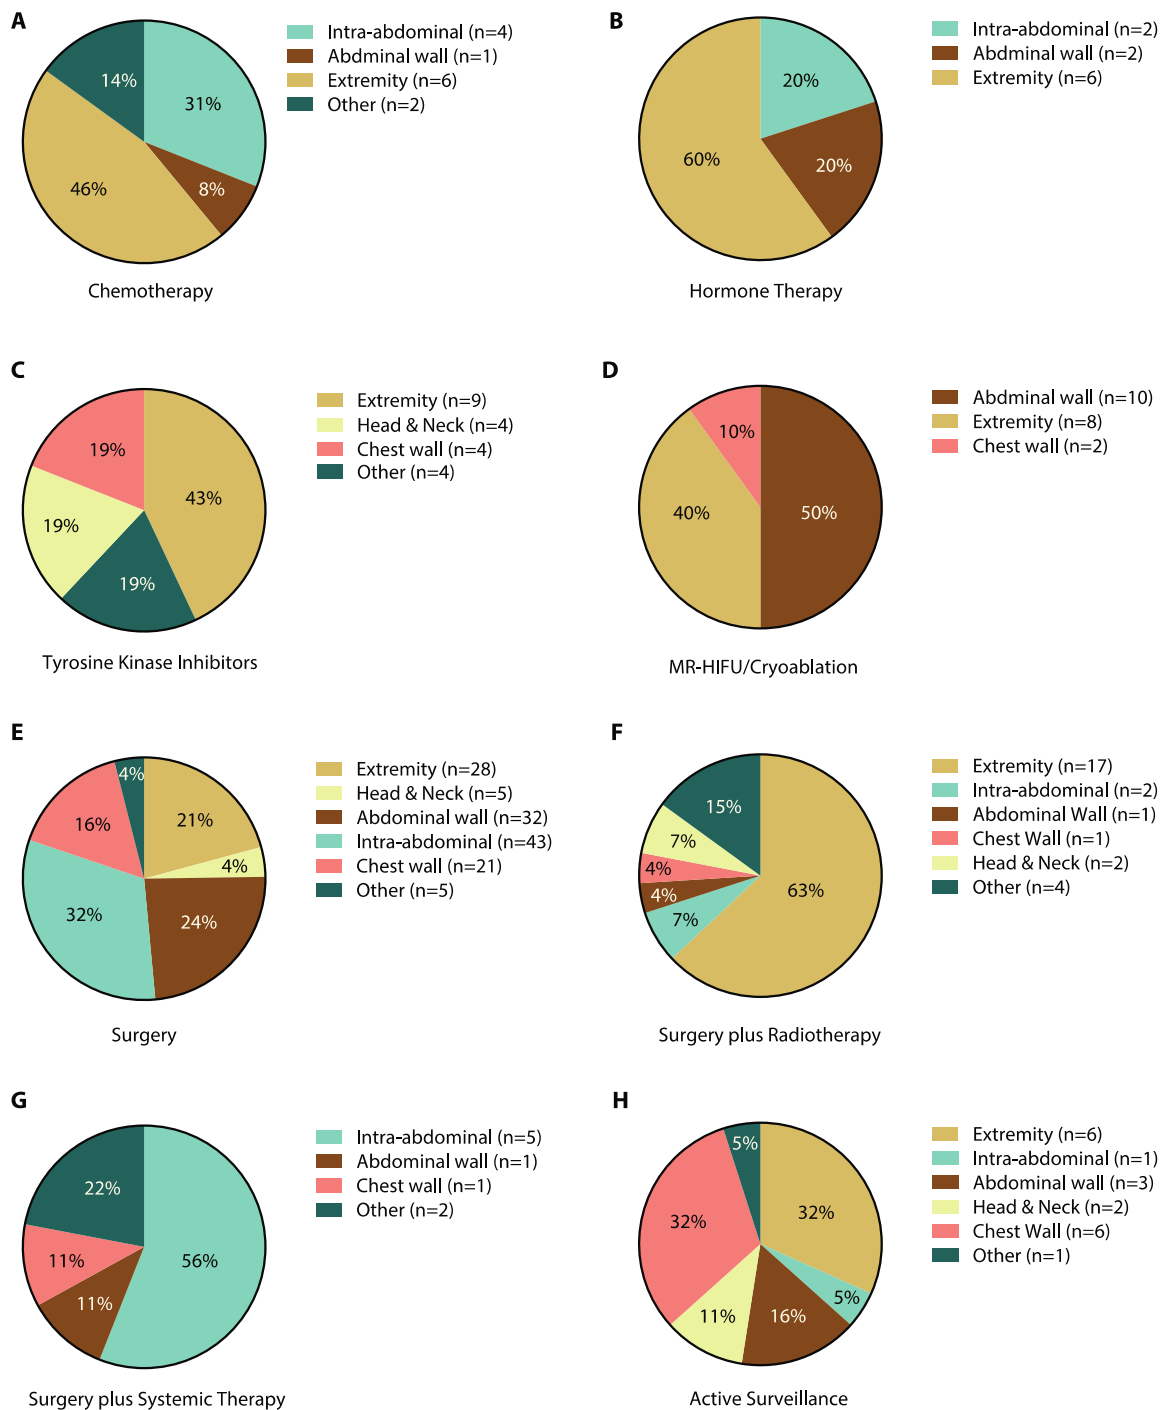 A
Intra-abdominal (n=4)
Abdminal wall (n=1)
Extremity (n=6)
Other (n=2)
14%
31%
46%
8%
Chemotherapy
B
Intra-abdominal (n=2)
Abdminal wall (n=2)
Extremity (n=6)
20%
60%
20%
Hormone Therapy
C
Extremity (n=9)
Head & Neck (n=4)
Chest wall (n=4)
Other (n=4)
19%
43%
19%
19%
Tyrosine Kinase Inhibitors
D
Abdminal wall (n=10)
Extremity (n=8)
Chest wall (n=2)
10%
40%
50%
MR-HIFU/Cryoablation
E
Extremity (n=28)
Head & Neck (n=5)
Abdominal wall (n=32)
Intra-abdominal (n=43)
Chest wall (n=21)
Other (n=5)
4%
21%
16%
4%
32%
24%
Surgery
F
Extremity (n=17)
Intra-abdominal (n=2)
Abdominal Wall (n=1)
Chest Wall (n=1)
Head & Neck (n=2)
Other (n=4)
15%
7%
4%
63%
4%
7%
Surgery plus Radiotherapy
G
Intra-abdominal (n=5)
Abdominal wall (n=1)
Chest wall (n=1)
Other (n=2)
22%
11%
56%
11%
Surgery plus Systemic Therapy
H
Extremity (n=6)
Intra-abdominal (n=1)
Abdominal wall (n=3)
Head & Neck (n=2)
Chest Wall (n=6)
Other (n=1)
5%
32%
32%
5%
11%
16%
Active Surveillance